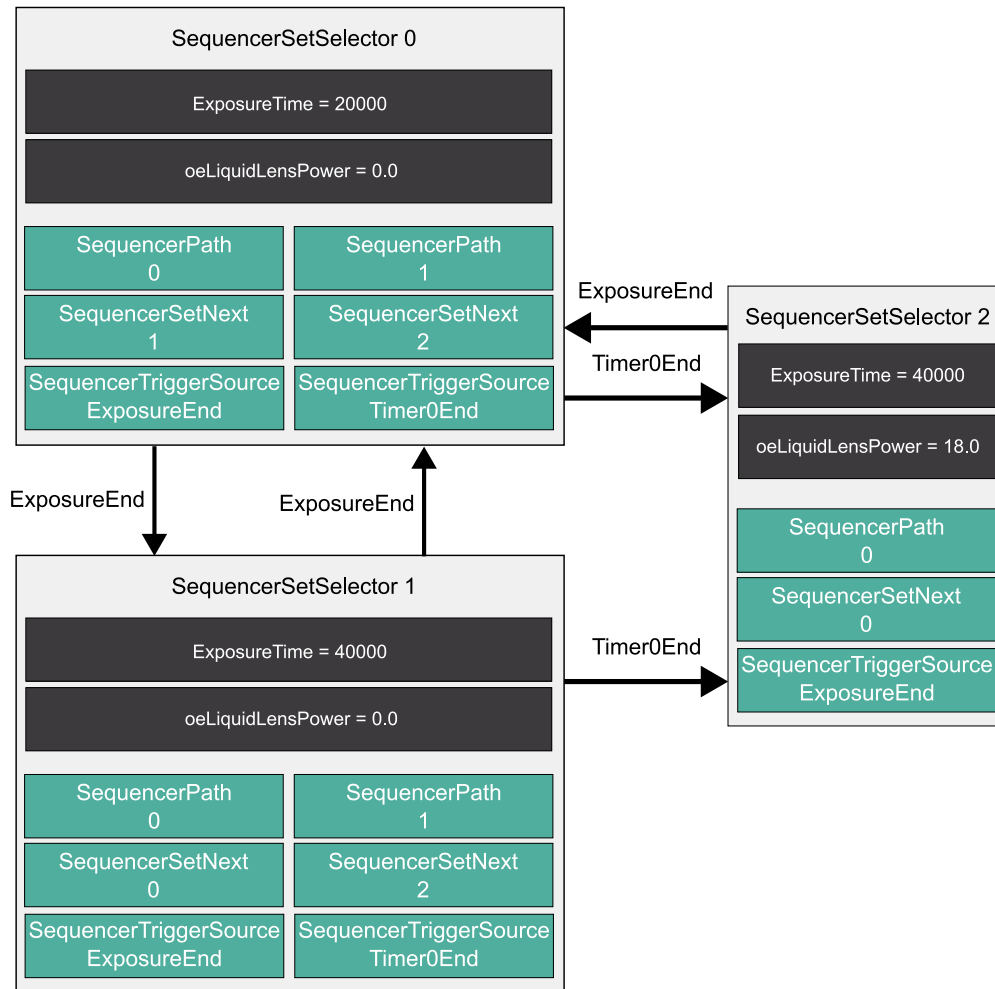 SequencerSetSelector 0
ExposureTime = 20000
oeLiquidLensPower = 0.0
SequencerPath
0
SequencerPath
1
SequencerSetNext
1
SequencerSetNext
2
SequencerTriggerSource
ExposureEnd
SequencerTriggerSource
Timer0End
ExposureEnd
Timer0End
SequencerSetSelector 2
ExposureTime = 40000
oeLiquidLensPower = 18.0
SequencerPath
0
SequencerSetNext
0
SequencerTriggerSource
ExposureEnd
ExposureEnd
ExposureEnd
SequencerSetSelector 1
ExposureTime = 40000
oeLiquidLensPower = 0.0
SequencerPath
0
SequencerPath
1
SequencerSetNext
0
SequencerSetNext
2
SequencerTriggerSource
ExposureEnd
SequencerTriggerSource
Timer0End
Timer0End